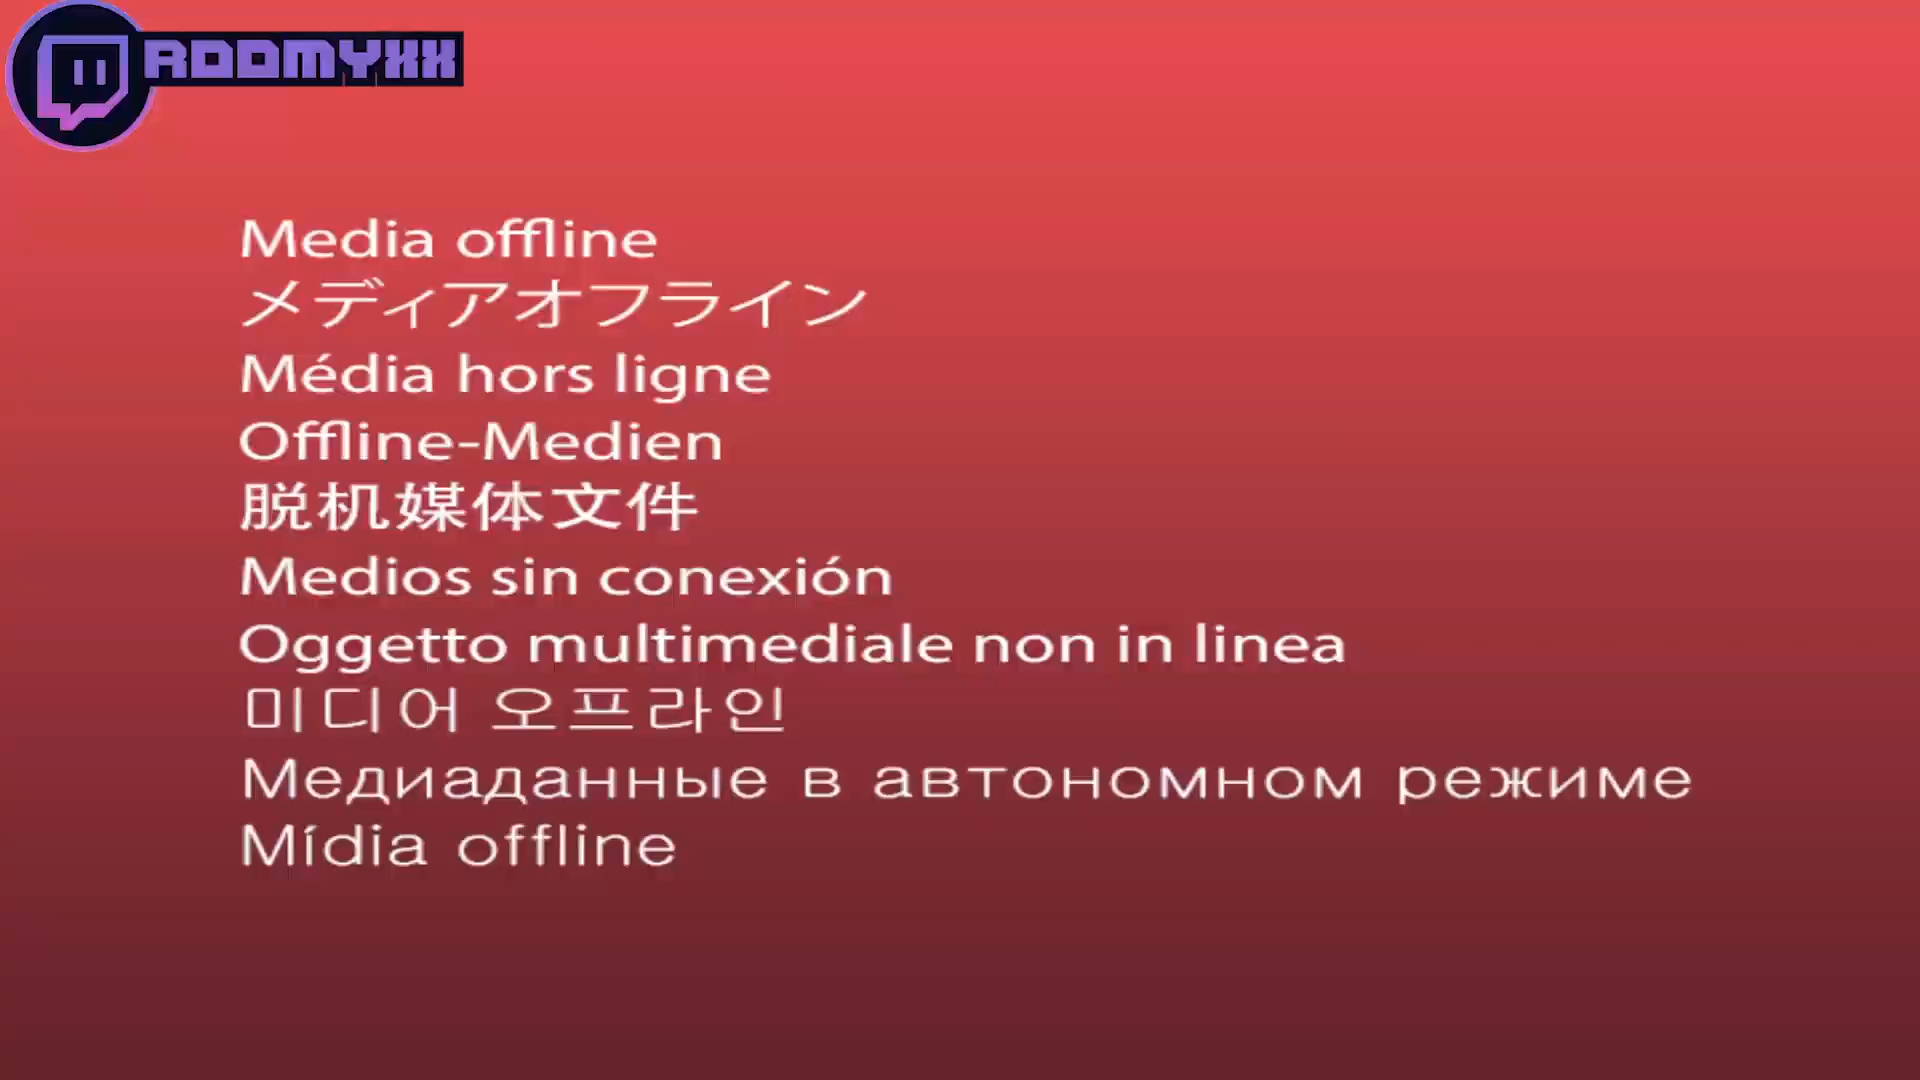 ROOMYXX
Media offline
メディアオフライン
Média hors ligne
Offline-Medien
脱机媒体文件
Medios sin conexión
Oggetto multimediale non in linea
미디어 오프라인
Медиаданные в автономном режиме
Mídia offline